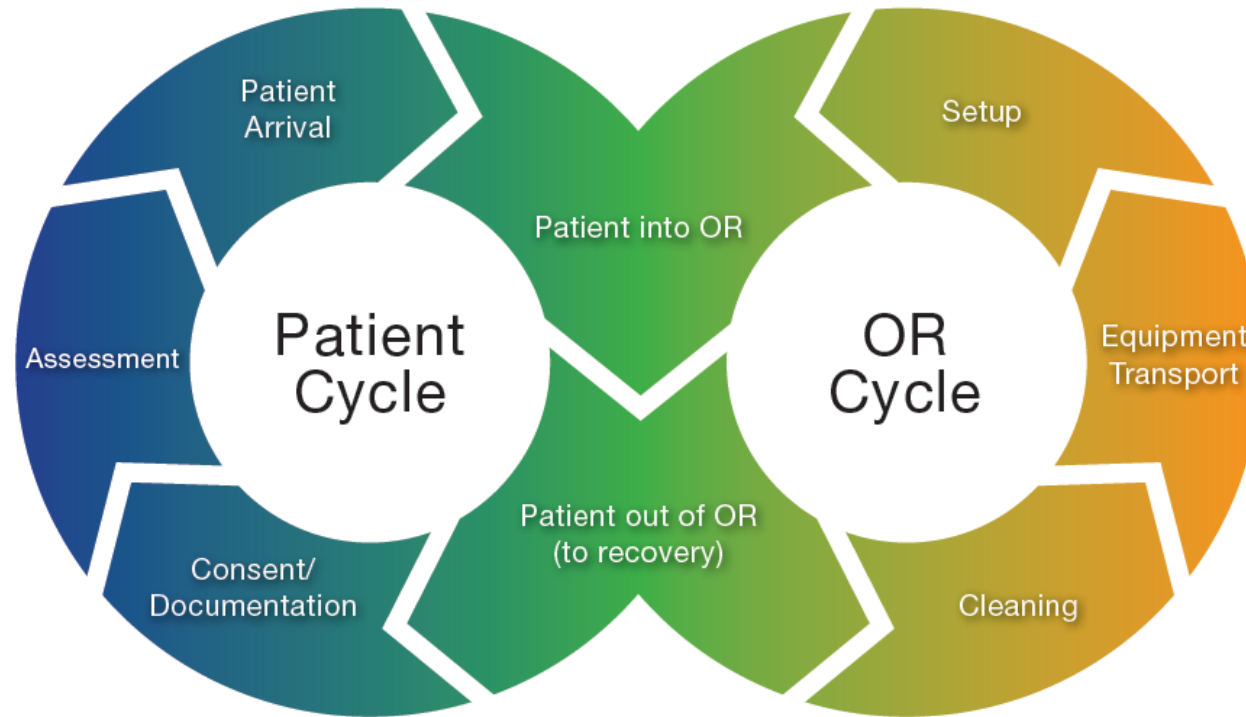 Patient
Arrival
Setup
Patient into OR
Assessment
Patient
Cycle
OR
Cycle
Equipment
Transport
Consent/
Documentation
Patient out of OR
(to recovery)
Cleaning